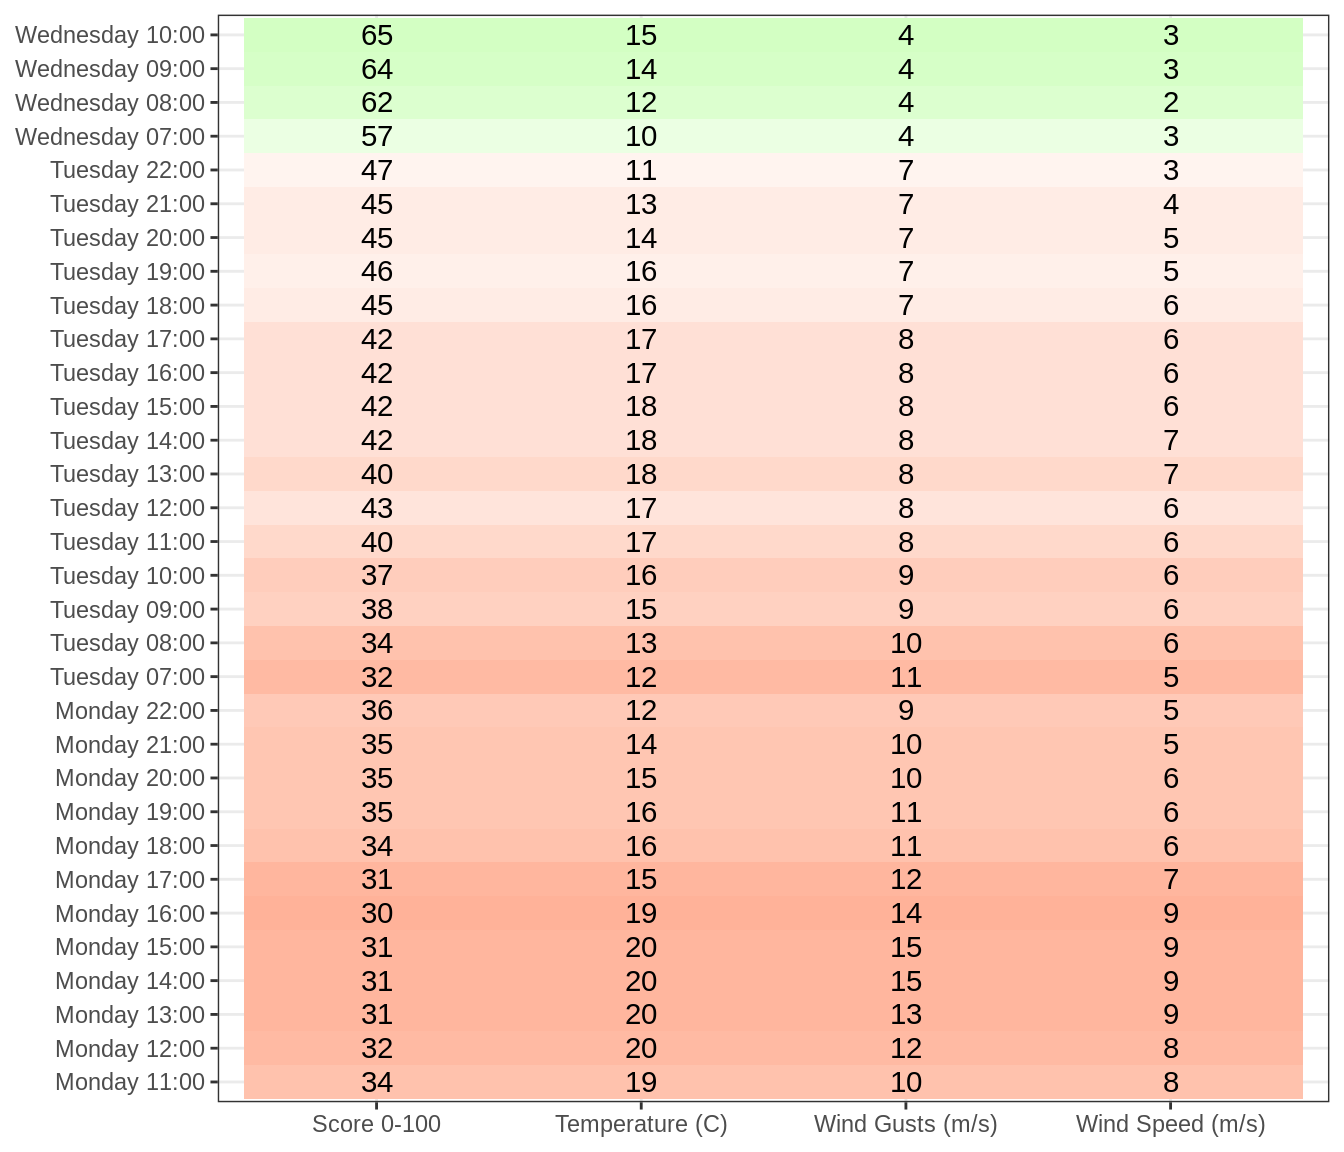 Wednesday 10:00 65 15 4 3
Wednesday 09:00 64 14 4 3
Wednesday 08:00 62 12 4 2
Wednesday 07:00 57 10 4 3
Tuesday 22:00 47 11 7 3
Tuesday 21:00 45 13 7 4
Tuesday 20:00 45 14 7 5
Tuesday 19:00 46 16 7 5
Tuesday 18:00 45 16 7 6
Tuesday 17:00 42 17 8 6
Tuesday 16:00 42 17 8 6
Tuesday 15:00 42 18 8 6
Tuesday 14:00 42 18 8 7
Tuesday 13:00 40 18 8 7
Tuesday 12:00 43 17 8 6
Tuesday 11:00 40 17 8 6
Tuesday 10:00 37 16 9 6
Tuesday 09:00 38 15 9 6
Tuesday 08:00 34 13 10 6
Tuesday 07:00 32 12 11 5
Monday 22:00 36 12 9 5
Monday 21:00 35 14 10 5
Monday 20:00 35 15 10 6
Monday 19:00 35 16 11 6
Monday 18:00 34 16 11 6
Monday 17:00 31 15 12 7
Monday 16:00 30 19 14 9
Monday 15:00 31 20 15 9
Monday 14:00 31 20 15 9
Monday 13:00 31 20 13 9
Monday 12:00 32 20 12 8
Monday 11:00 34 19 10 8
Score 0-100 Temperature (C) Wind Gusts (m/s) Wind Speed (m/s)